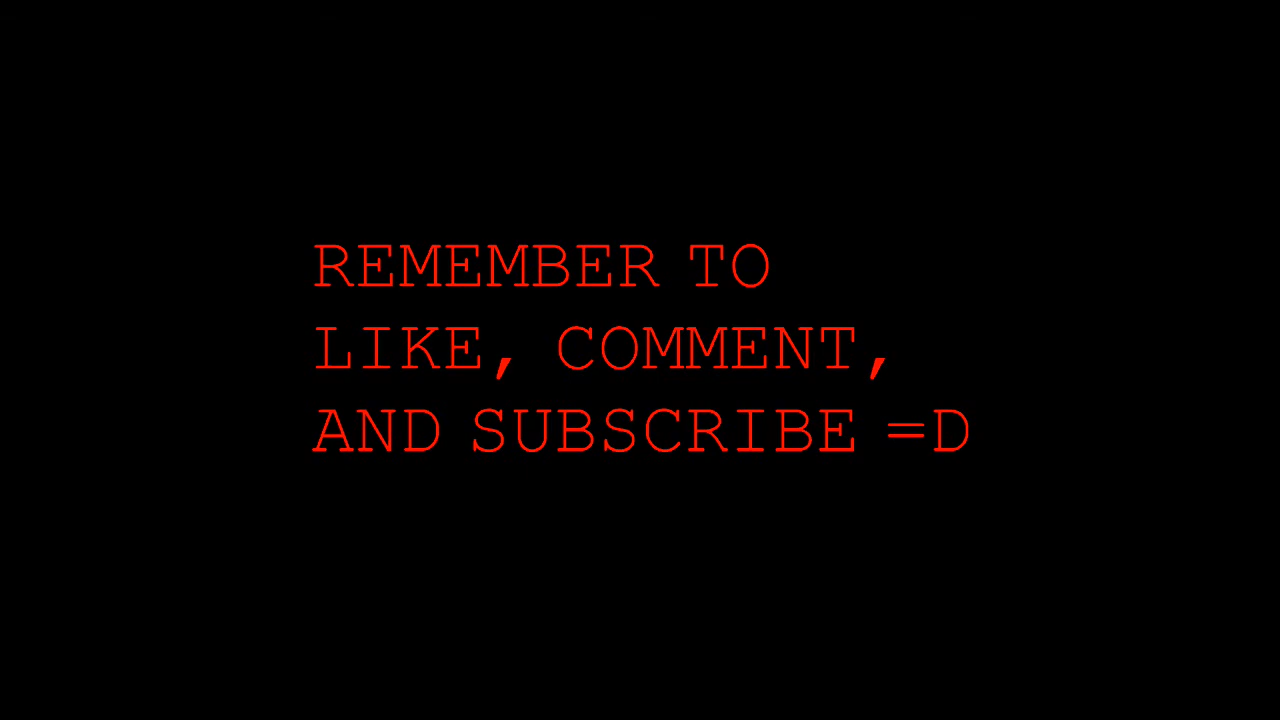 REMEMBER TO
LIKE, COMMENT,
AND SUBSCRIBE =D